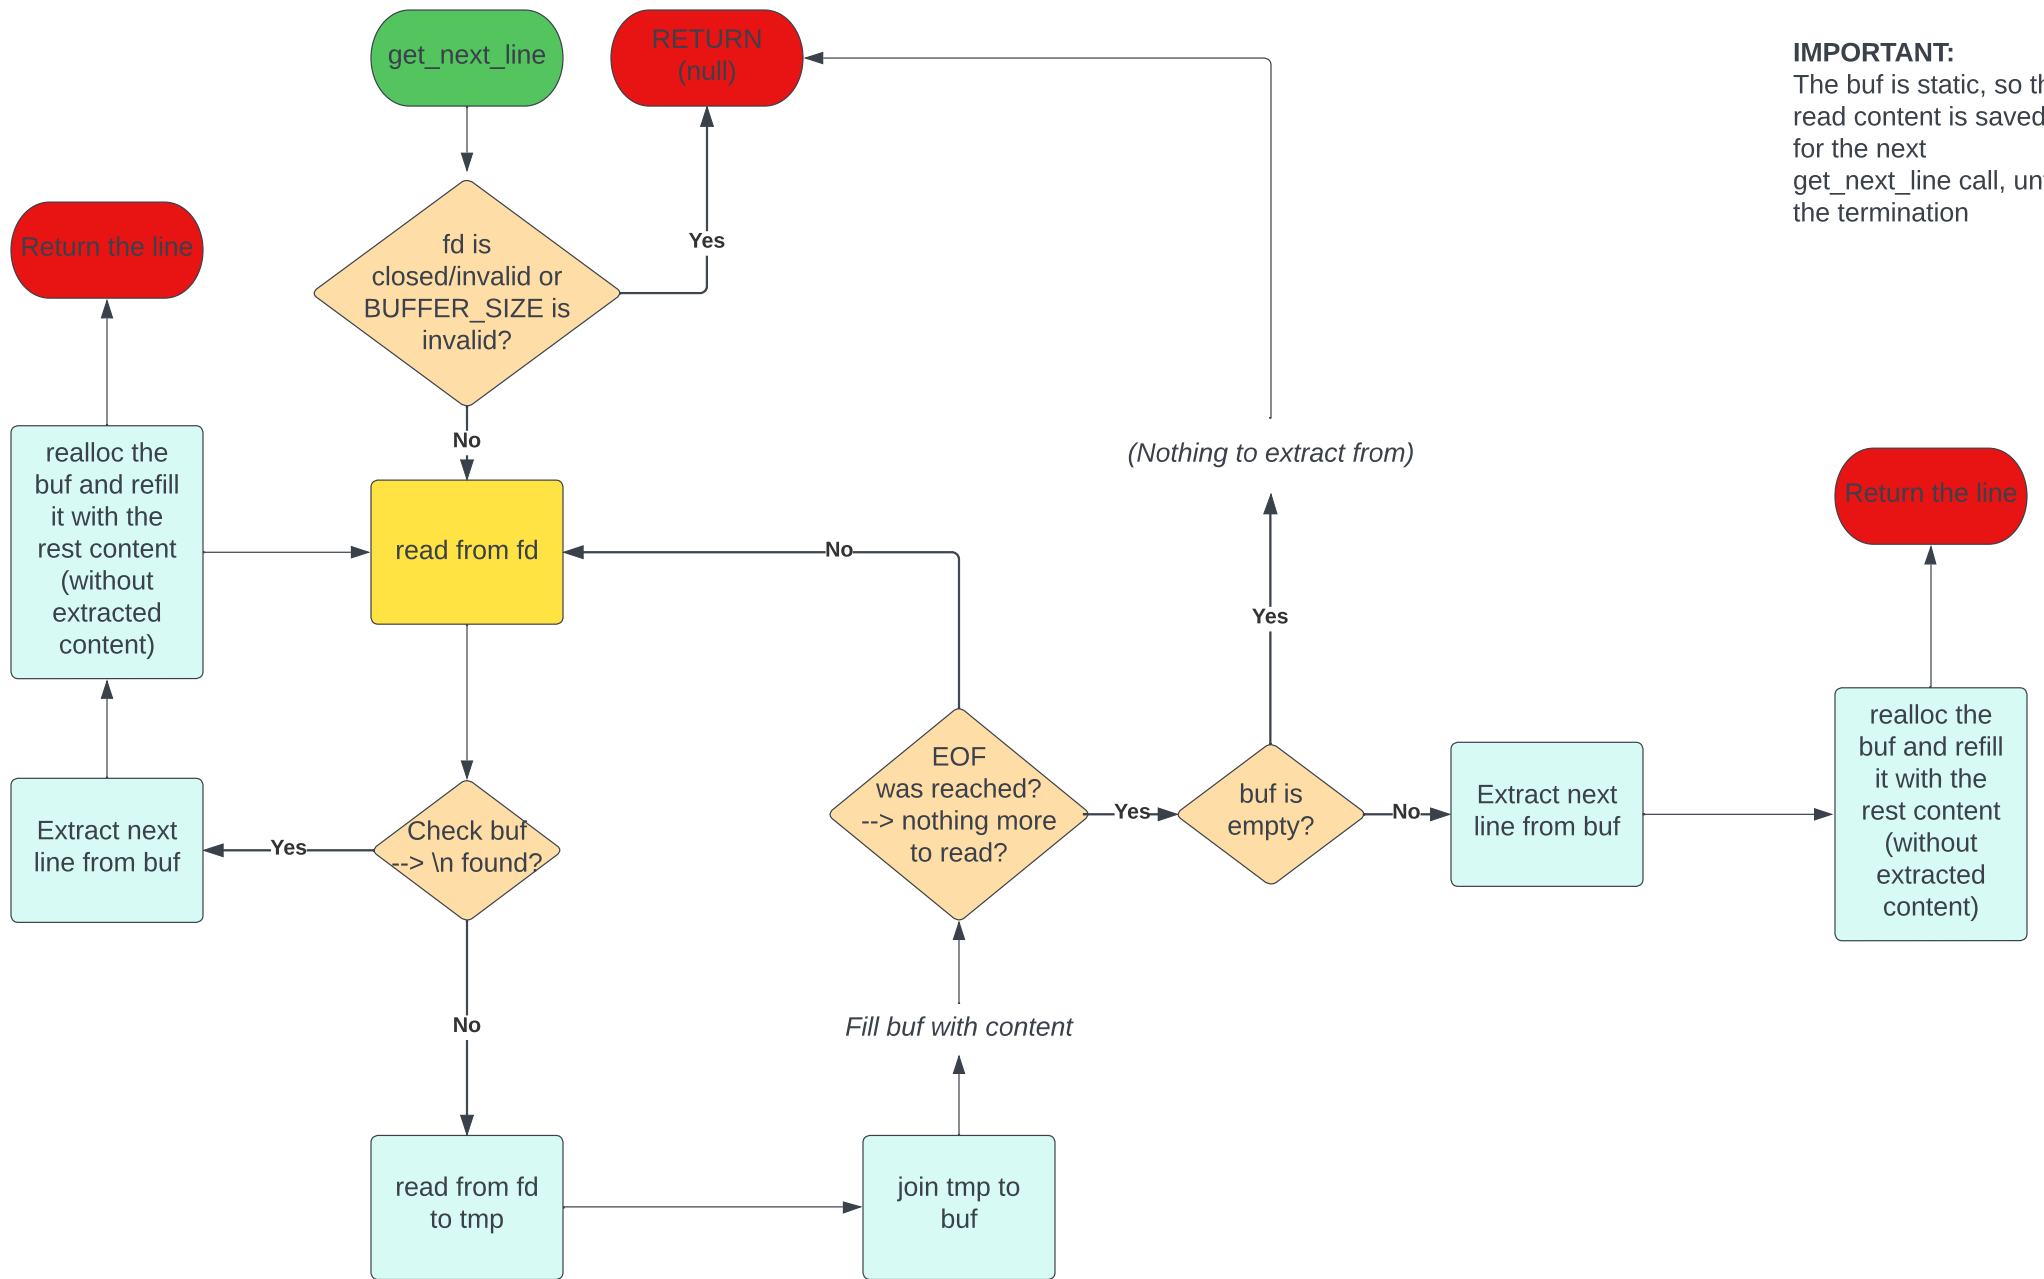 get_next_line
RETURN
(null)
IMPORTANT:
The buf is static, so
read content is saved
for the next
get_next_line call,
the termination
Return the line
fd is
closed/invalid or
BUFFER_SIZE is
invalid?
Yes
No
realloc the
buf and refill
it with the
rest content
(without
extracted
content)
read from fd
No
(Nothing to extract from)
Yes
Return the line
Extract next
line from buf
Yes
Check buf
--> \n found?
No
EOF
was reached?
--> nothing more
to read?
Yes
buf is
empty?
No
Extract next
line from buf
realloc the
buf and refill
it with the
rest content
(without
extracted
content)
Fill buf with content
read from fd
to tmp
join tmp to
buf